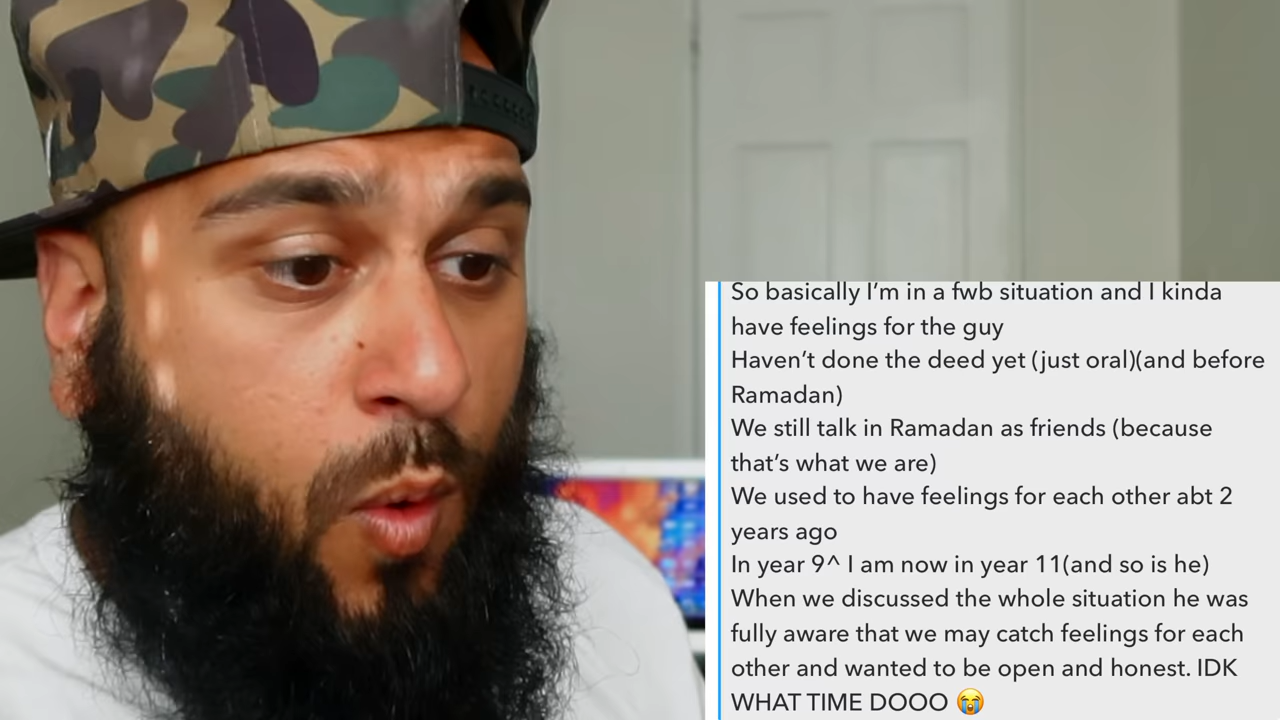 So basically I'm in a fwb situation and I kinda
have feelings for the guy
Haven't done the deed yet (just oral)(and before
Ramadan)
We still talk in Ramadan as friends (because
that's what we are)
We used to have feelings for each other abt 2
years ago
In year 9^ I am now in year 11(and so is he)
When we discussed the whole situation he was
fully aware that we may catch feelings for each
other and wanted to be open and honest. IDK
WHAT TIME DOOO 😭